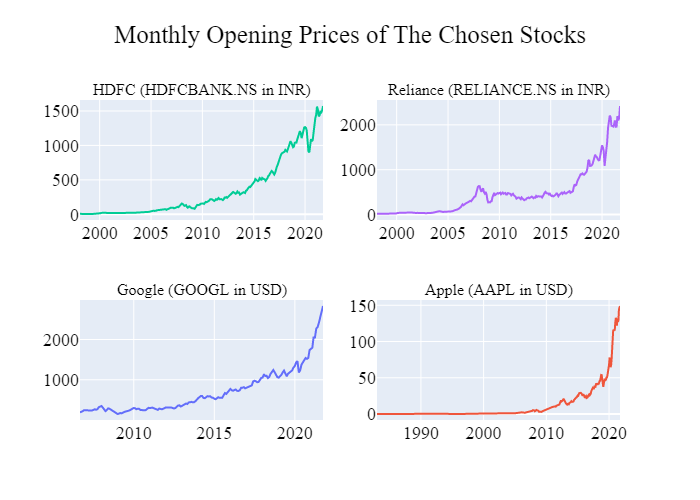 Monthly Opening Prices of The Chosen Stocks
HDFC (HDFCBANK.NS in INR)
1500
1000
500
0
2000 2005 2010 2015 2020
Reliance (RELIANCE.NS in INR)
2000
1000
0
2000 2005 2010 2015 2020
Google (GOOGL in USD)
2000
1000
2010 2015 2020
Apple (AAPL in USD)
150
100
50
0
1990 2000 2010 2020